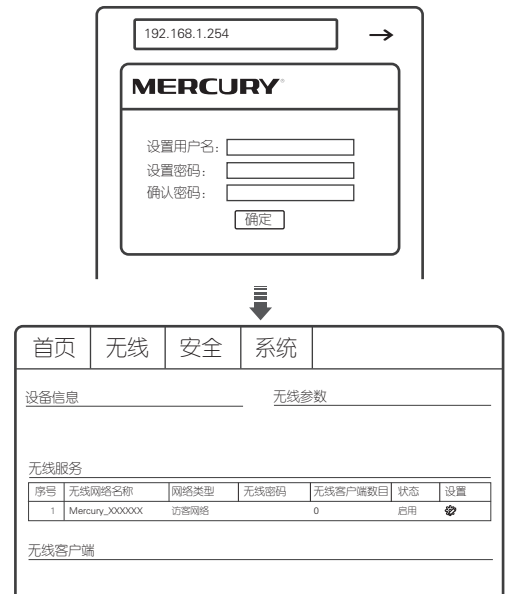 192.168.1.254
MERCURY®
设置用户名：
设置密码：
确认密码：
确定
首页 无线 安全 系统
设备信息 无线参数
无线服务
序号 无线网络名称 网络类型 无线密码 无线客户端数目 状态 设置
1 Mercury_XXXXXX 访客网络 0 启用
无线客户端